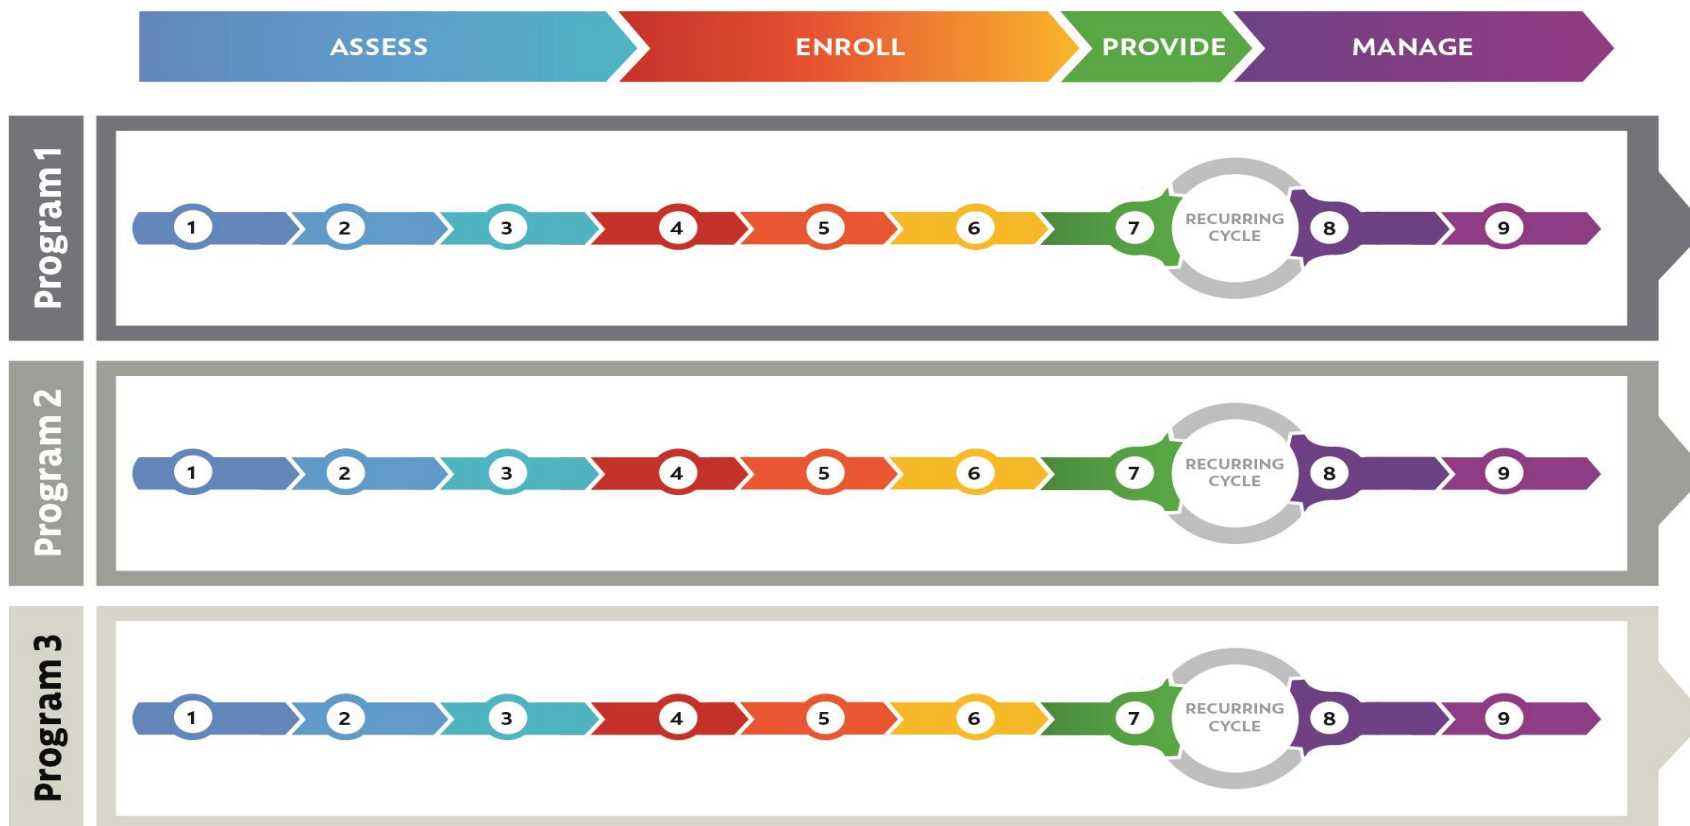 ASSESS ENROLL PROVIDE MANAGE
Program 1
1 2 3 4 5 6 7 RECURRING CYCLE 8 9
Program 2
1 2 3 4 5 6 7 RECURRING CYCLE 8 9
Program 3
1 2 3 4 5 6 7 RECURRING CYCLE 8 9